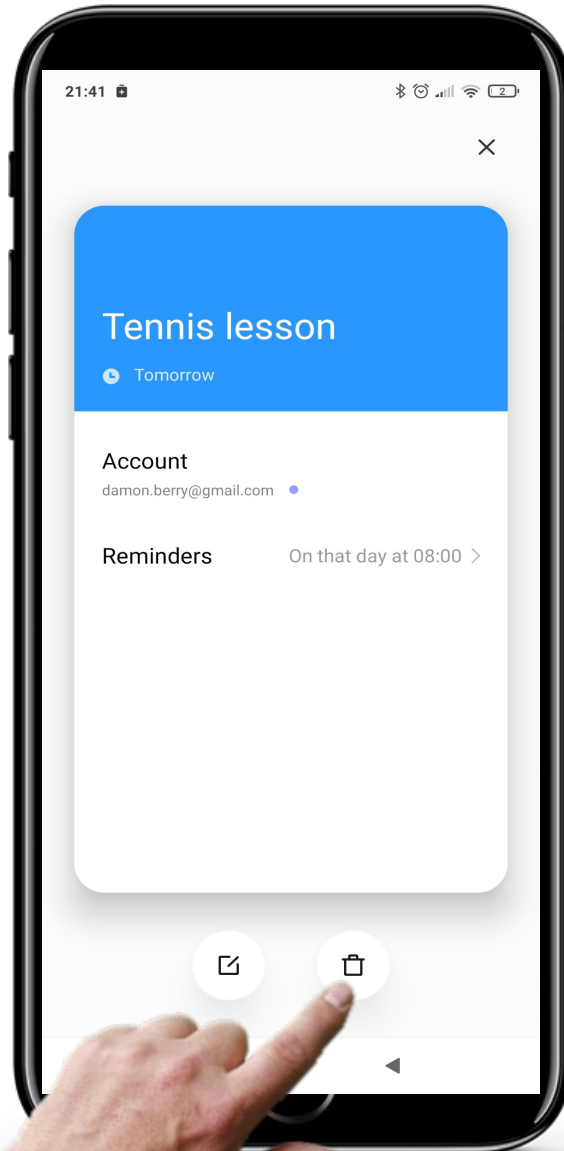 21:41
2
Tennis lesson
Tomorrow
Account
damon.berry@gmail.com
Reminders On that day at 08:00